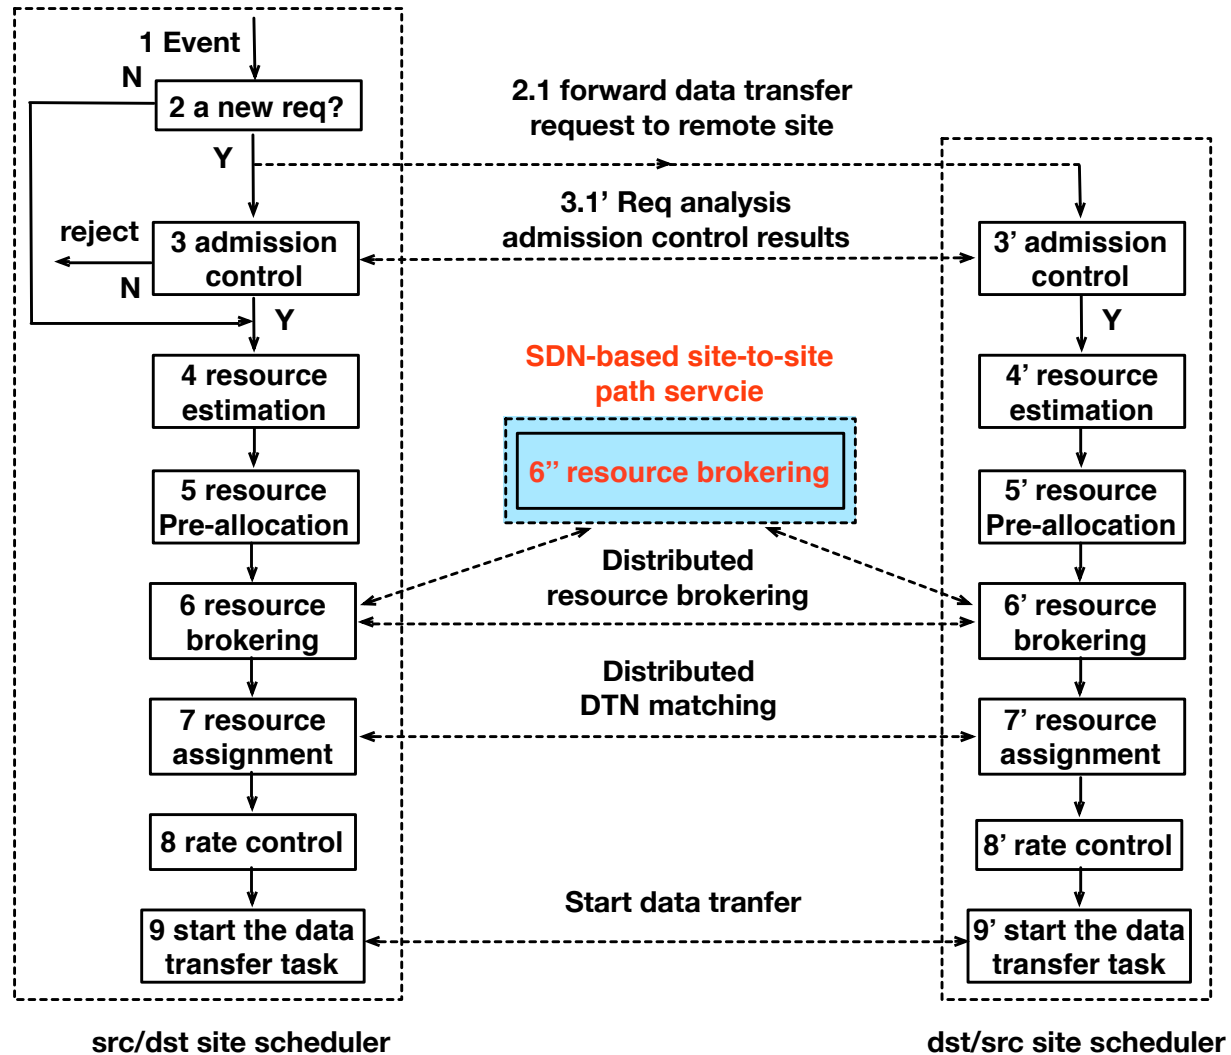 1 Event
N
2 a new req?
Y
2.1 forward data transfer
request to remote site
reject
3 admission
control
N
Y
3.1’ Req analysis
admission control results
3’ admission
control
Y
4 resource
estimation
SDN-based site-to-site
path servcie
4’ resource
estimation
5 resource
Pre-allocation
6’’ resource brokering
5’ resource
Pre-allocation
6 resource
brokering
Distributed
resource brokering
6’ resource
brokering
7 resource
assignment
Distributed
DTN matching
7’ resource
assignment
8 rate control
8’ rate control
9 start the data
transfer task
Start data tranfer
9’ start the data
transfer task
src/dst site scheduler
dst/src site scheduler